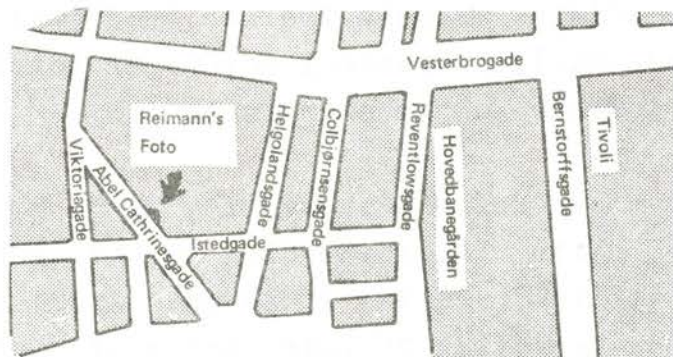 Vesterbrogade
Reimann's
Foto
Viktoriagade
Abel Cathrinesgade
Istedgade
Helgolandsgade
Colbjørnsensgade
Reventlowsgade
Hovedbanegården
Bernstorffsgade
Tivoli